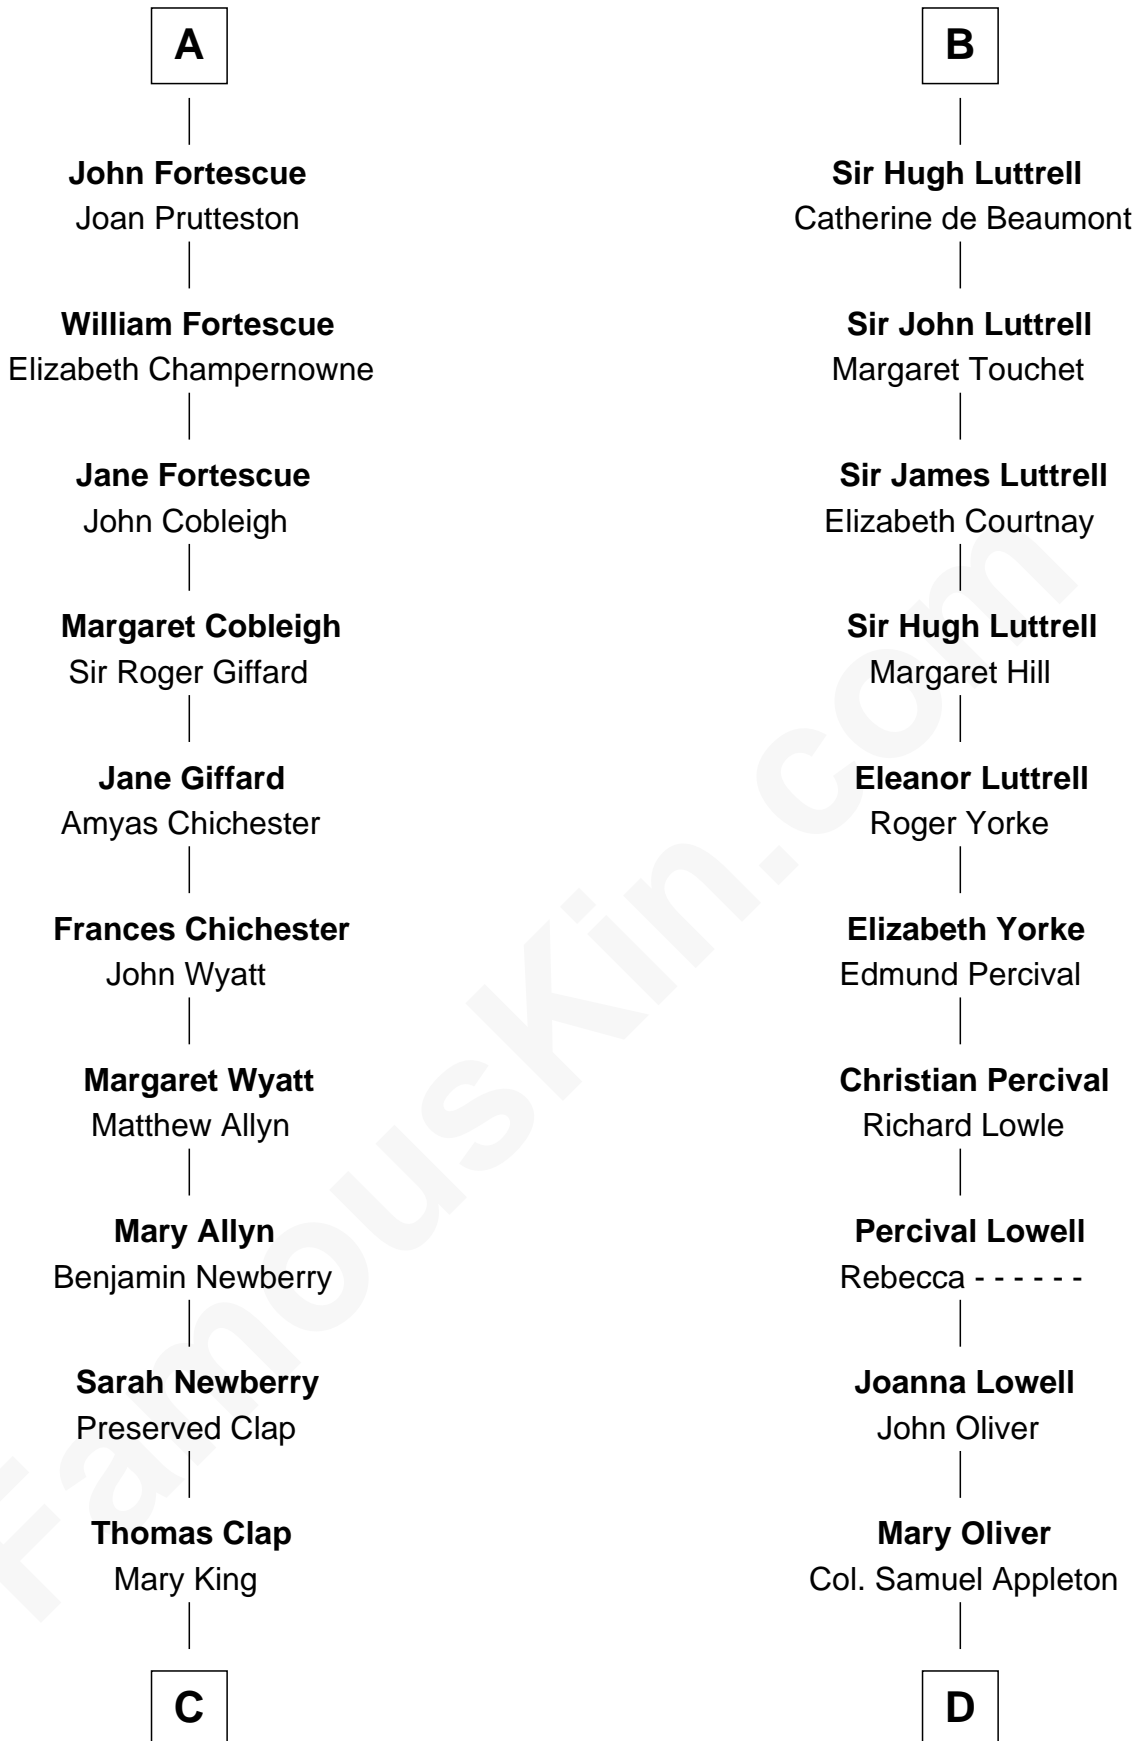 A
John Fortescue
Joan Prutteston
William Fortescue
Elizabeth Champernowne
Jane Fortescue
John Cobleigh
Margaret Cobleigh
Sir Roger Giffard
Jane Giffard
Amyas Chichester
Frances Chichester
John Wyatt
Margaret Wyatt
Matthew Allyn
Mary Allyn
Benjamin Newberry
Sarah Newberry
Preserved Clap
Thomas Clap
Mary King
C
B
Sir Hugh Luttrell
Catherine de Beaumont
Sir John Luttrell
Margaret Touchet
Sir James Luttrell
Elizabeth Courtnay
Sir Hugh Luttrell
Margaret Hill
Eleanor Luttrell
Roger Yorke
Elizabeth Yorke
Edmund Percival
Christian Percival
Richard Lowle
Percival Lowell
Rebecca - - - - - -
Joanna Lowell
John Oliver
Mary Oliver
Col. Samuel Appleton
D
FamousKin.com